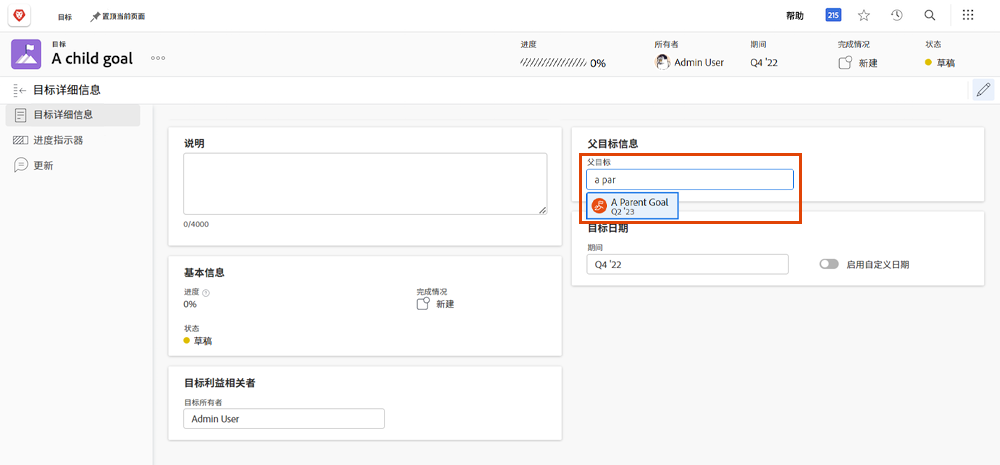 目标
置顶当前页面
帮助
215
目标
A child goal
进度
0%
所有者
Admin User
期间
Q4 '22
完成情况
新建
状态
草稿
目标详细信息
目标详细信息
进度指示器
更新
说明
0/4000
基本信息
进度
0%
完成情况
新建
状态
草稿
目标利益相关者
目标所有者
Admin User
父目标信息
父目标
a par
A Parent Goal
Q2 '23
目标日期
期间
Q4 '22
启用自定义日期